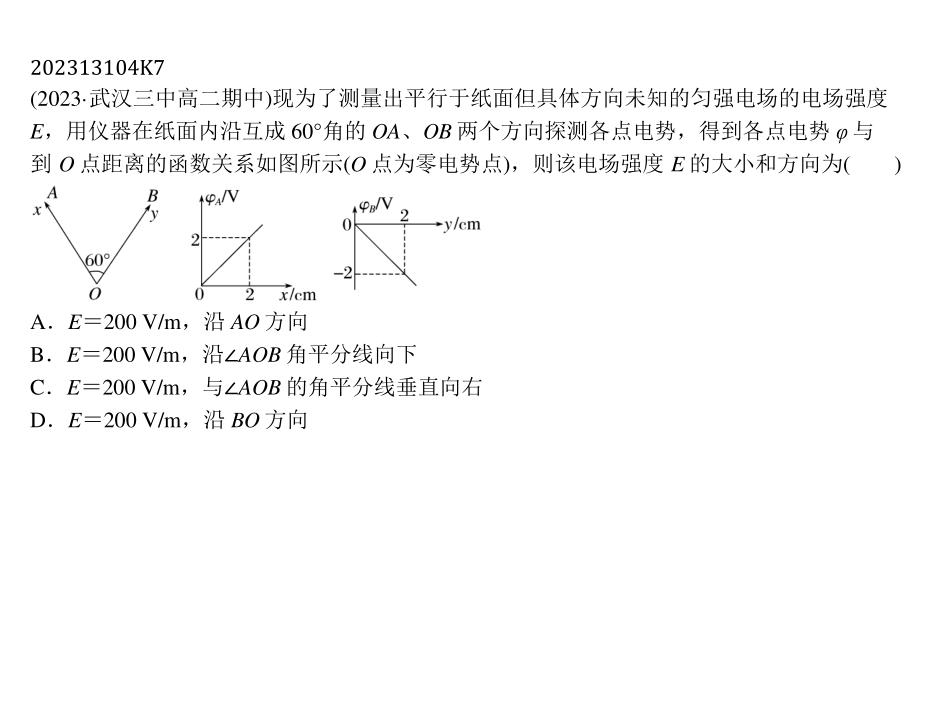 202313104K7
(2023·武汉三中高二期中)现为了测量出平行于纸面但具体方向未知的匀强电场的电场强度
E，用仪器在纸面内沿互成 60°角的 OA、OB 两个方向探测各点电势，得到各点电势 φ 与
到 O 点距离的函数关系如图所示(O 点为零电势点)，则该电场强度 E 的大小和方向为(　　)
A
x
B
y
60°
O
φA/V
2
0
2
x/cm
φB/V
0
2
y/cm
−2
A．E＝200 V/m，沿 AO 方向
B．E＝200 V/m，沿∠AOB 角平分线向下
C．E＝200 V/m，与∠AOB 的角平分线垂直向右
D．E＝200 V/m，沿 BO 方向